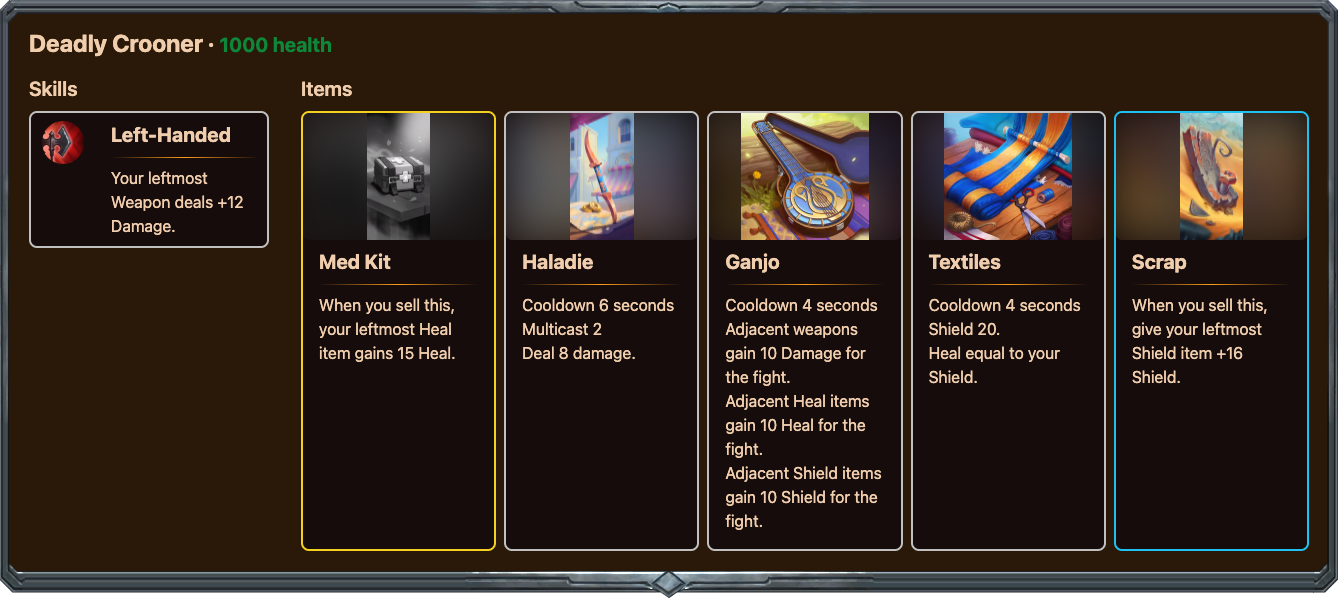 Deadly Crooner · 1000 health
Skills
Left-Handed
Your leftmost
Weapon deals +12
Damage.
Items
Med Kit
When you sell this,
your leftmost Heal
item gains 15 Heal.
Haladie
Cooldown 6 seconds
Multicast 2
Deal 8 damage.
Ganjo
Cooldown 4 seconds
Adjacent weapons
gain 10 Damage for
the fight.
Adjacent Heal items
gain 10 Heal for the
fight.
Adjacent Shield items
gain 10 Shield for the
fight.
Textiles
Cooldown 4 seconds
Shield 20.
Heal equal to your
Shield.
Scrap
When you sell this,
give your leftmost
Shield item +16
Shield.